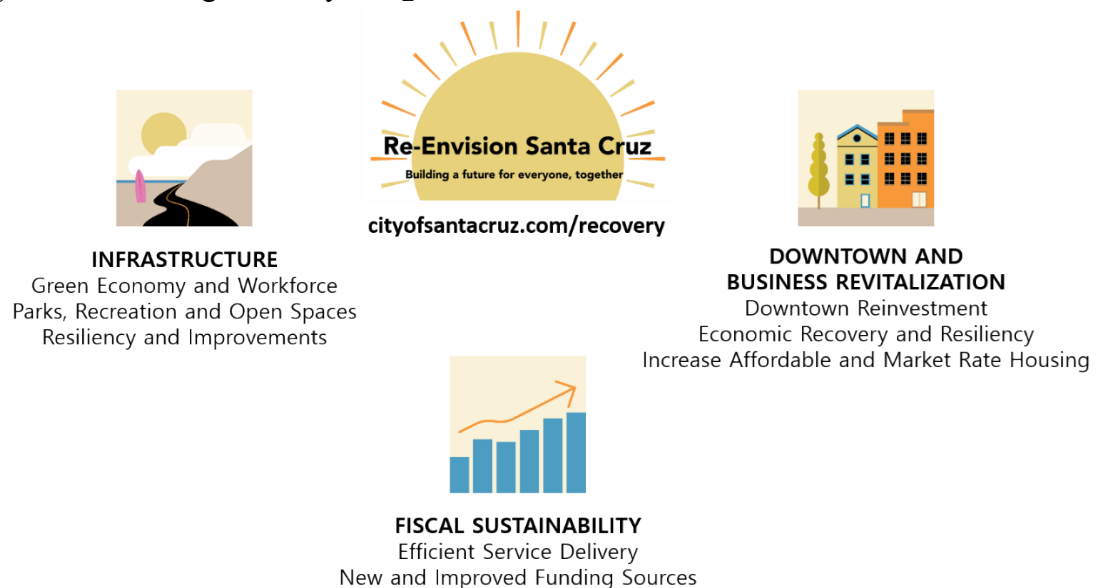 Re-Envision Santa Cruz
Building a future for everyone, together
cityofsantacruz.com/recovery
INFRASTRUCTURE
Green Economy and Workforce
Parks, Recreation and Open Spaces
Resiliency and Improvements
DOWNTOWN AND
BUSINESS REVITALIZATION
Downtown Reinvestment
Economic Recovery and Resiliency
Increase Affordable and Market Rate Housing
FISCAL SUSTAINABILITY
Efficient Service Delivery
New and Improved Funding Sources